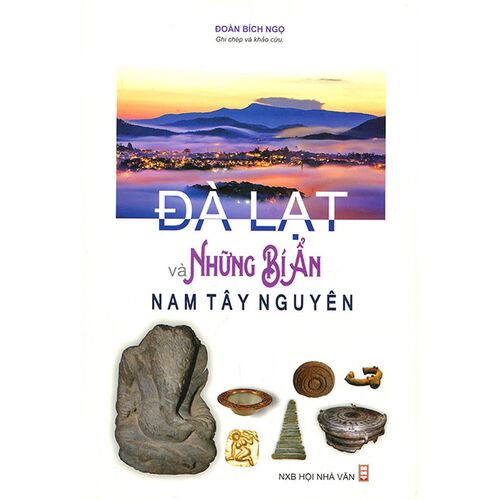 ĐOÀN BÍCH NGỌ
Ghi chép và khảo cứu.
ĐÀ LẠT
và NHỮNG BÍ ẨN
NAM TÂY NGUYÊN
NXB HỘI NHÀ VĂN